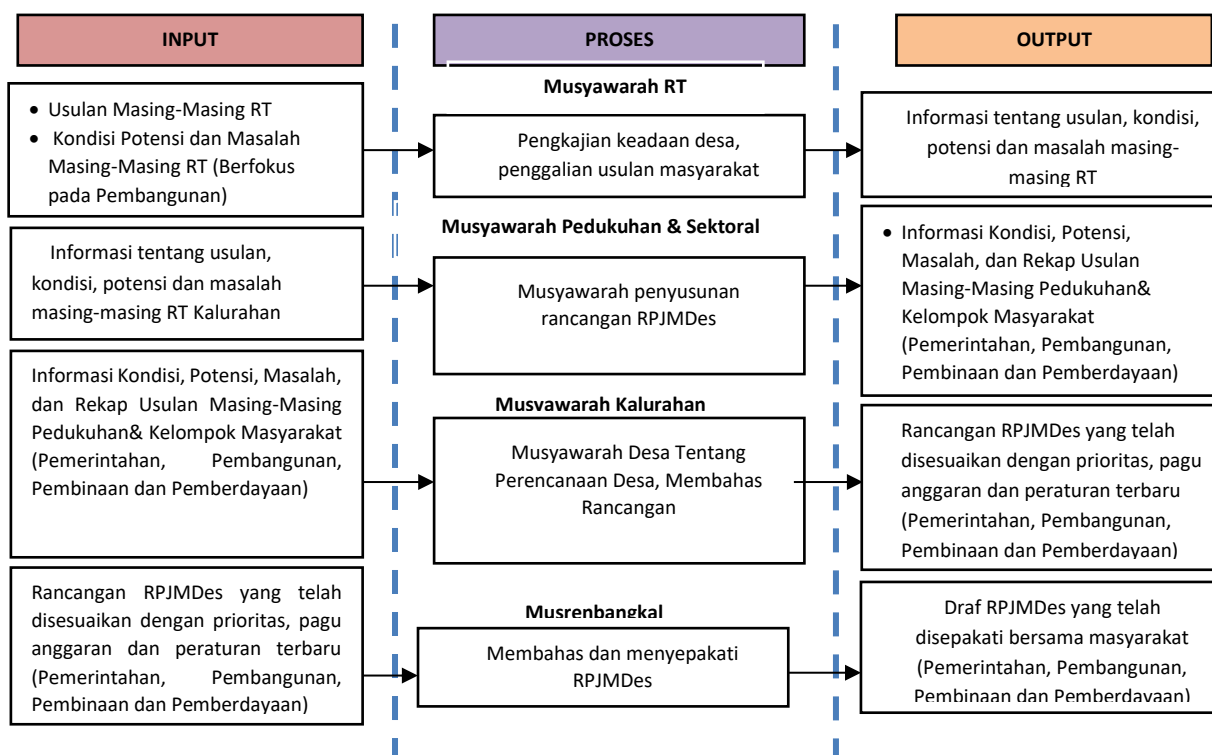 INPUT
PROSES
OUTPUT
• Usulan Masing-Masing RT
• Kondisi Potensi dan Masalah
Masing-Masing RT (Berfokus
pada Pembangunan)
Musyawarah RT
Pengkajian keadaan desa,
penggalian usulan masyarakat
Informasi tentang usulan, kondisi,
potensi dan masalah masing-
masing RT
Informasi tentang usulan,
kondisi, potensi dan masalah
masing-masing RT Kalurahan
Musyawarah Pedukuhan & Sektoral
Musyawarah penyusunan
rancangan RPJMDes
• Informasi Kondisi, Potensi,
Masalah, dan Rekap Usulan
Masing-Masing Pedukuhan&
Kelompok Masyarakat
(Pemerintahan, Pembangunan,
Pembinaan dan Pemberdayaan)
Informasi Kondisi, Potensi, Masalah,
dan Rekap Usulan Masing-Masing
Pedukuhan& Kelompok Masyarakat
(Pemerintahan, Pembangunan,
Pembinaan dan Pemberdayaan)
Musyawarah Kalurahan
Musyawarah Desa Tentang
Perencanaan Desa, Membahas
Rancangan
Rancangan RPJMDes yang telah
disesuaikan dengan prioritas, pagu
anggaran dan peraturan terbaru
(Pemerintahan, Pembangunan,
Pembinaan dan Pemberdayaan)
Rancangan RPJMDes yang telah
disesuaikan dengan prioritas, pagu
anggaran dan peraturan terbaru
(Pemerintahan, Pembangunan,
Pembinaan dan Pemberdayaan)
Musrenbangkal
Membahas dan menyepakati
RPJMDes
Draf RPJMDes yang telah
disepakati bersama masyarakat
(Pemerintahan, Pembangunan,
Pembinaan dan Pemberdayaan)